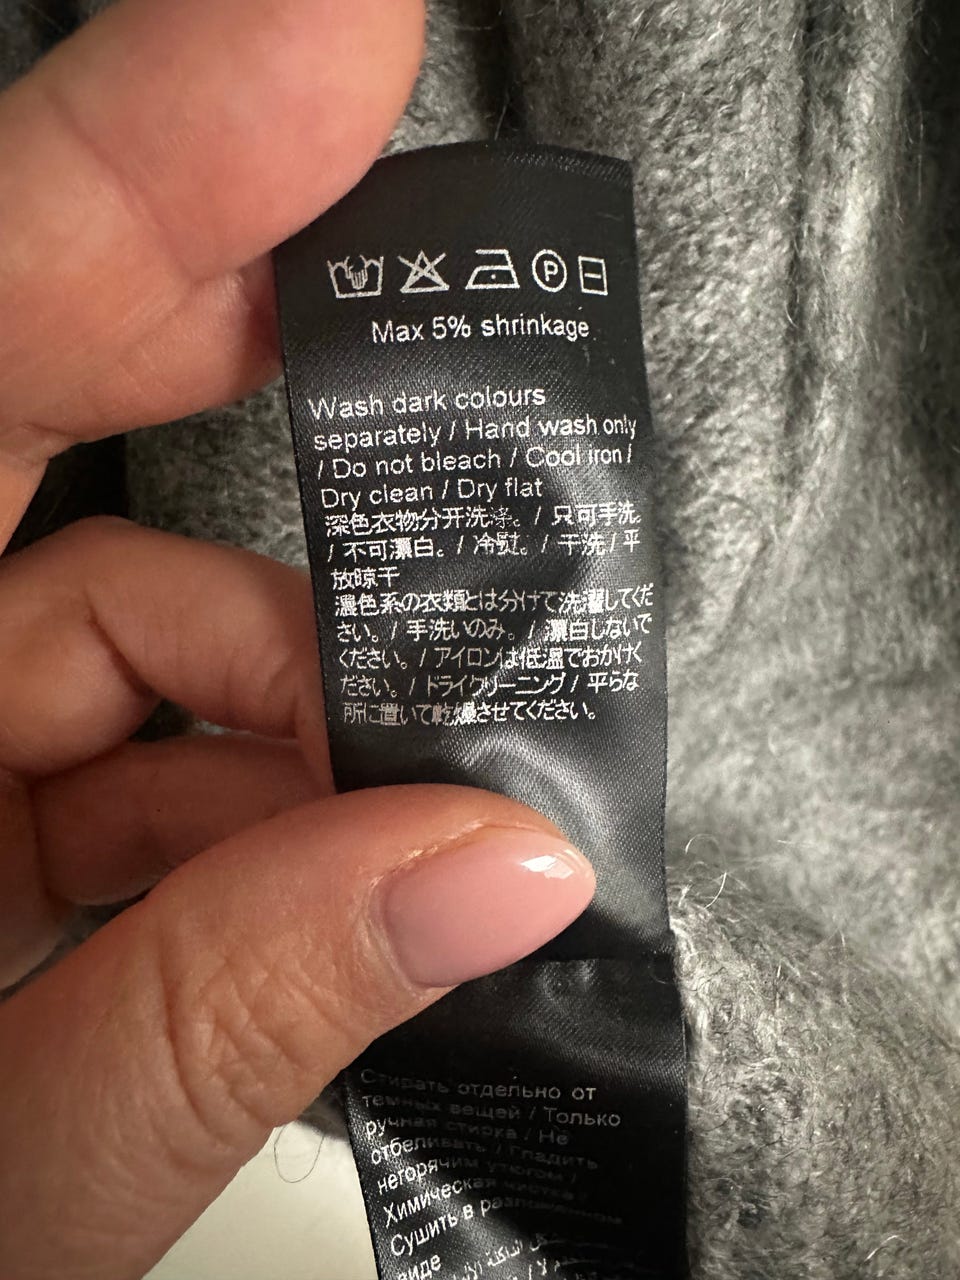 P
Max 5% shrinkage
Wash dark colours
separately / Hand wash only
/ Do not bleach / Cool iron /
Dry clean / Dry flat
深色衣物分开洗涤。 / 只可手洗。
/ 不可漂白。 / 冷熨。 / 干洗 / 平
放晾干
濃色系の衣類とは分けて洗濯してくだ
さい。 / 手洗いのみ。 / 漂白しないで
ください。 / アイロンは低温でおかけく
ださい。 / ドライクリーニング / 平らな
所に置いて乾燥させてください。
Стирать отдельно от
темных вещей / Только
ручная стирка / Не
отбеливать / Гладить
негорячим утюгом /
Химическая чистка /
Сушить в разложенном
виде